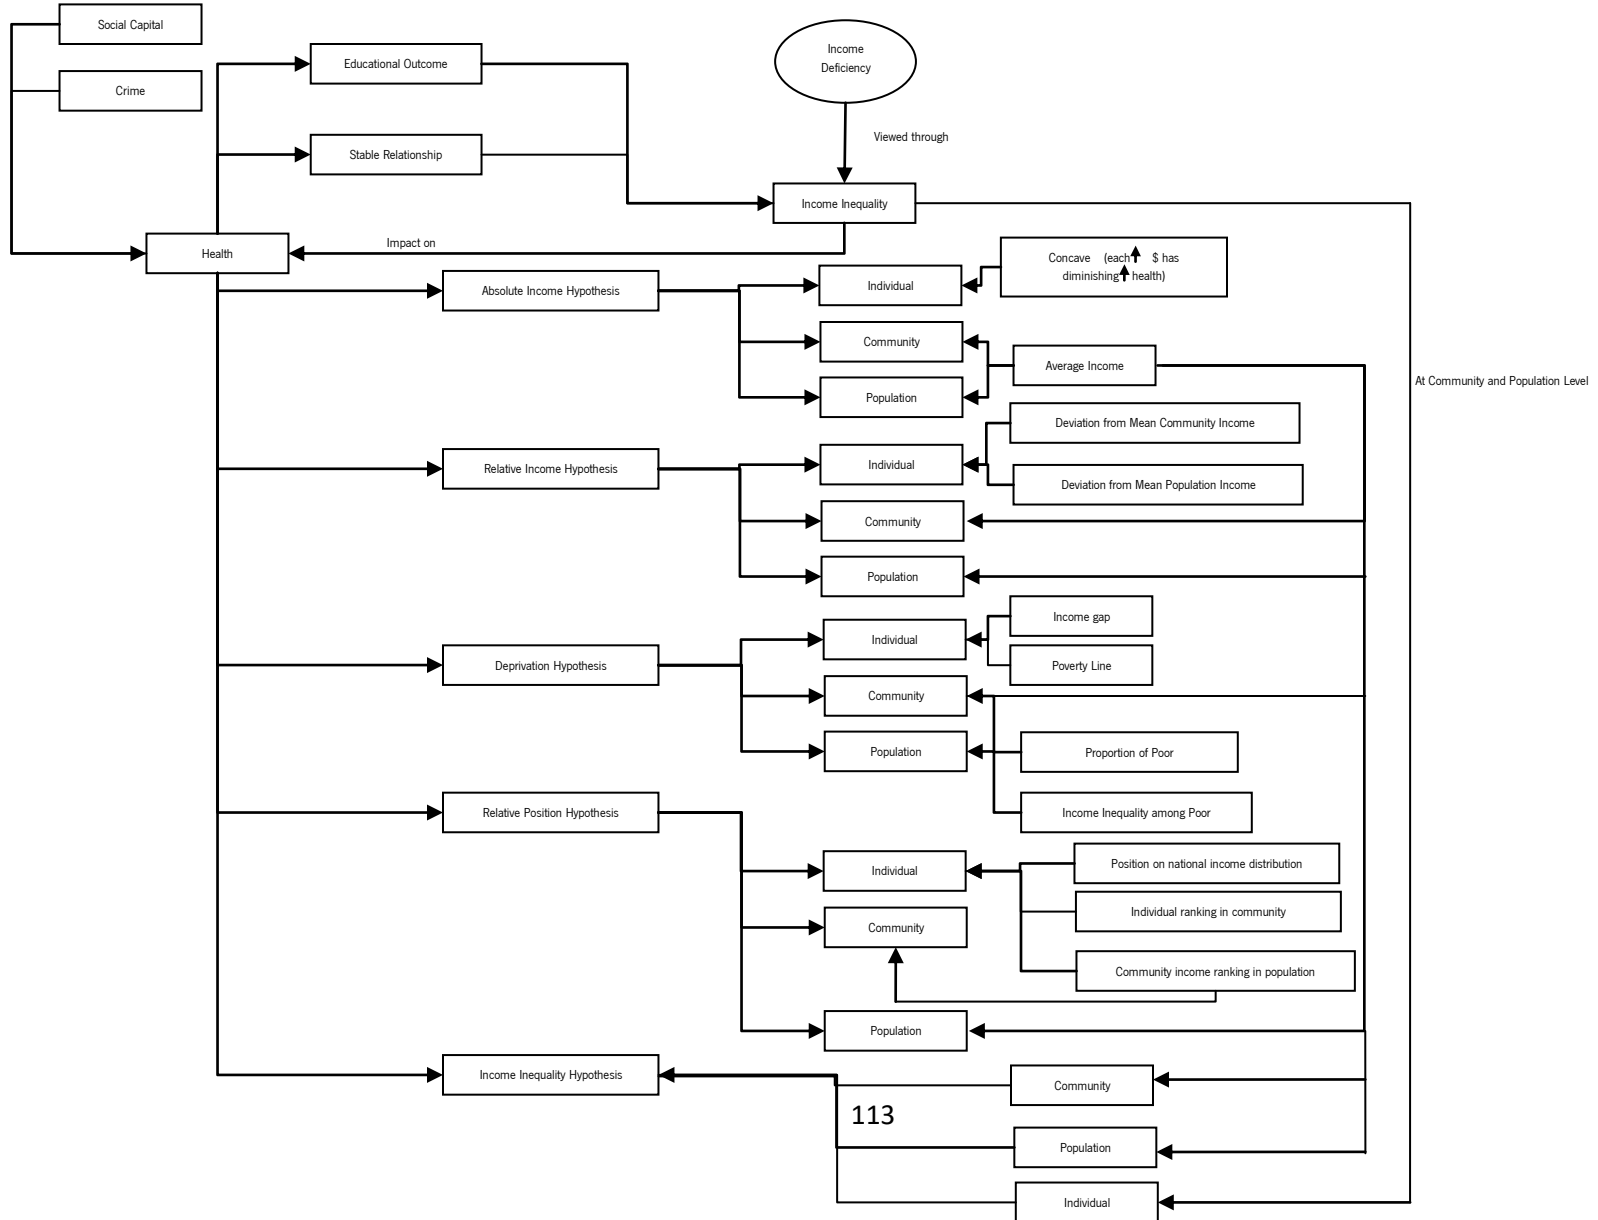 Social Capital
Crime
Educational Outcome
Stable Relationship
Income
Deficiency
Viewed through
Income Inequality
Health
Impact on
Absolute Income Hypothesis
Individual
Concave (each $ has
diminishing health)
Community
Average Income
Population
At Community and Population Level
Relative Income Hypothesis
Individual
Deviation from Mean Community Income
Deviation from Mean Population Income
Community
Population
Deprivation Hypothesis
Individual
Income gap
Poverty Line
Community
Population
Proportion of Poor
Income Inequality among Poor
Relative Position Hypothesis
Individual
Position on national income distribution
Individual ranking in community
Community
Community income ranking in population
Population
Income Inequality Hypothesis
Community
113
Population
Individual